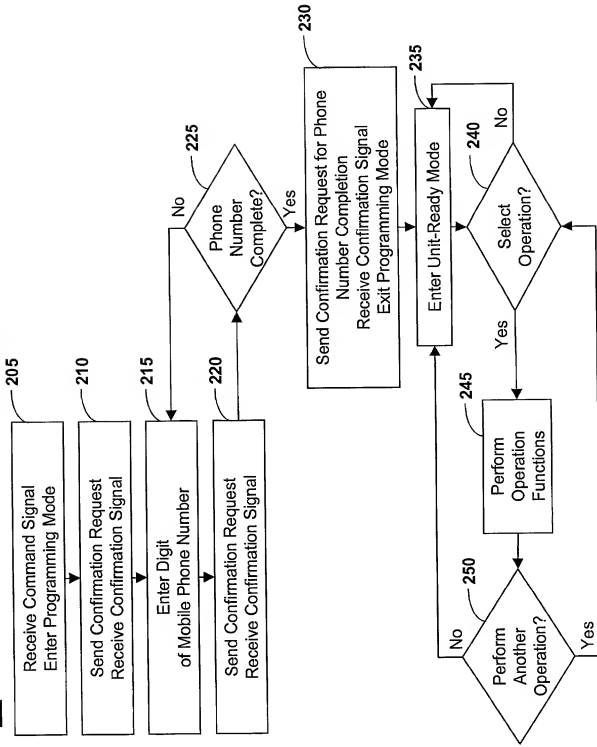 205
Receive Command Signal
Enter Programming Mode
210
Send Confirmation Request
Receive Confirmation Signal
215
Enter Digit
of Mobile Phone Number
220
Send Confirmation Request
Receive Confirmation Signal
225
Phone
Number
Complete?
No
Yes
230
Send Confirmation Request for Phone
Number Completion
Receive Confirmation Signal
Exit Programming Mode
235
Enter Unit-Ready Mode
240
Select
Operation?
No
Yes
245
Perform
Operation
Functions
250
Perform
Another
Operation?
No
Yes